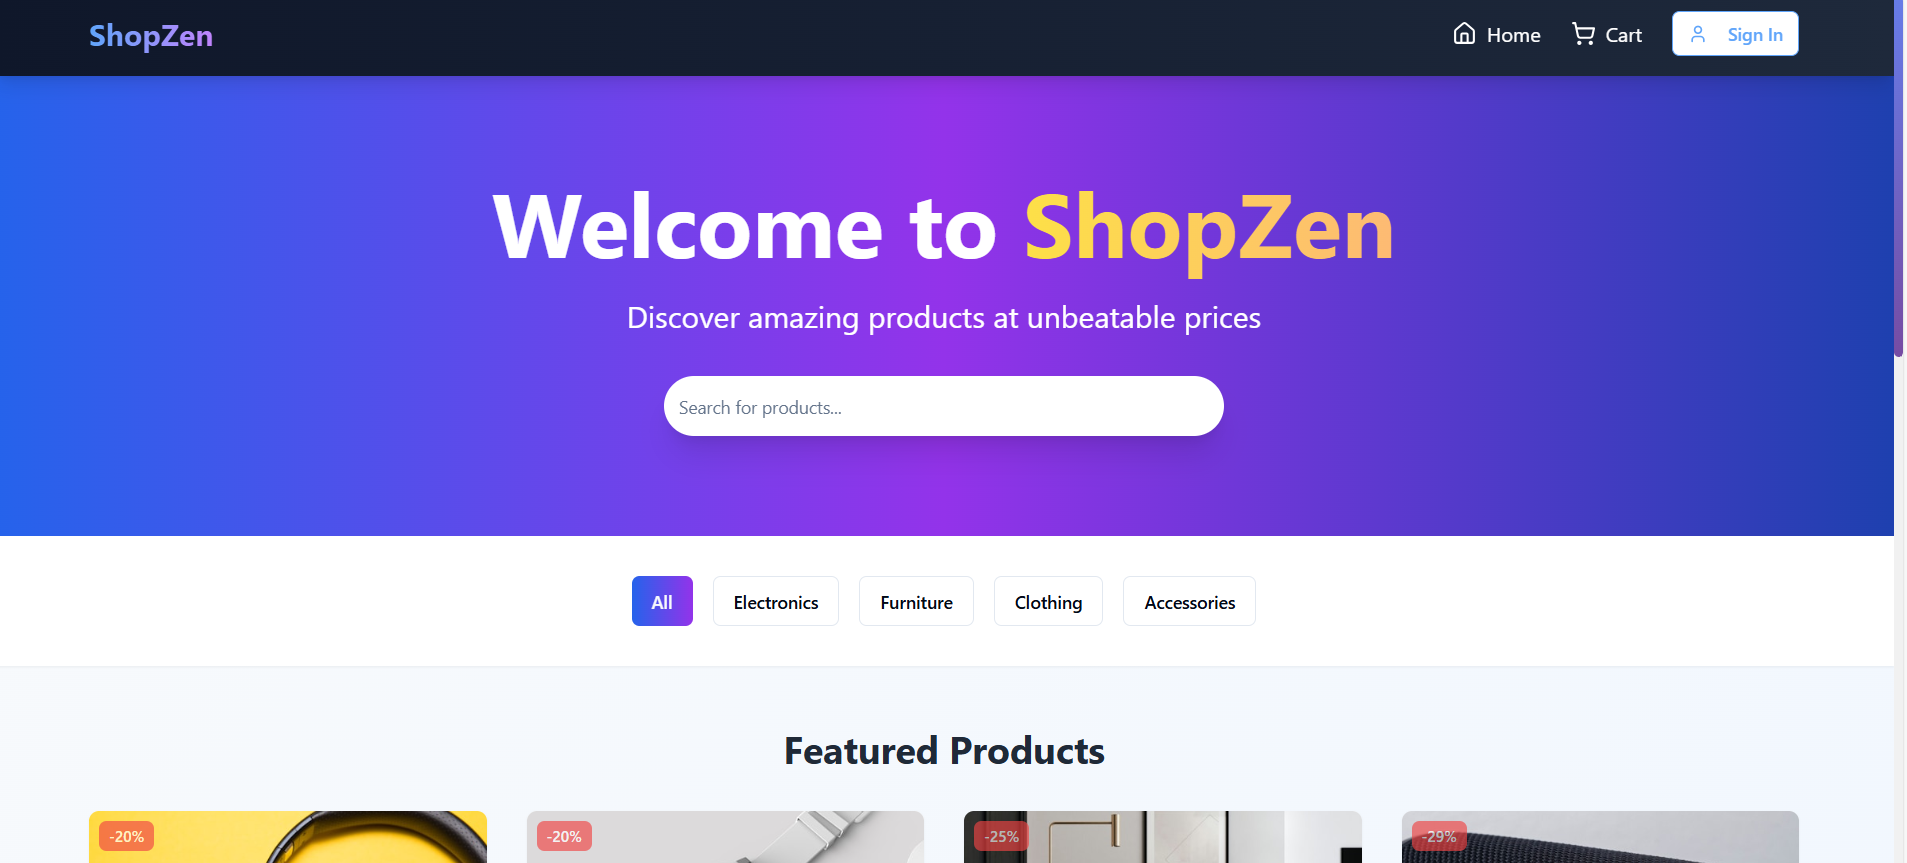 ShopZen
Home
Cart
Sign In
Welcome to ShopZen
Discover amazing products at unbeatable prices
Search for products...
All
Electronics
Furniture
Clothing
Accessories
Featured Products
-20%
-20%
-25%
-29%